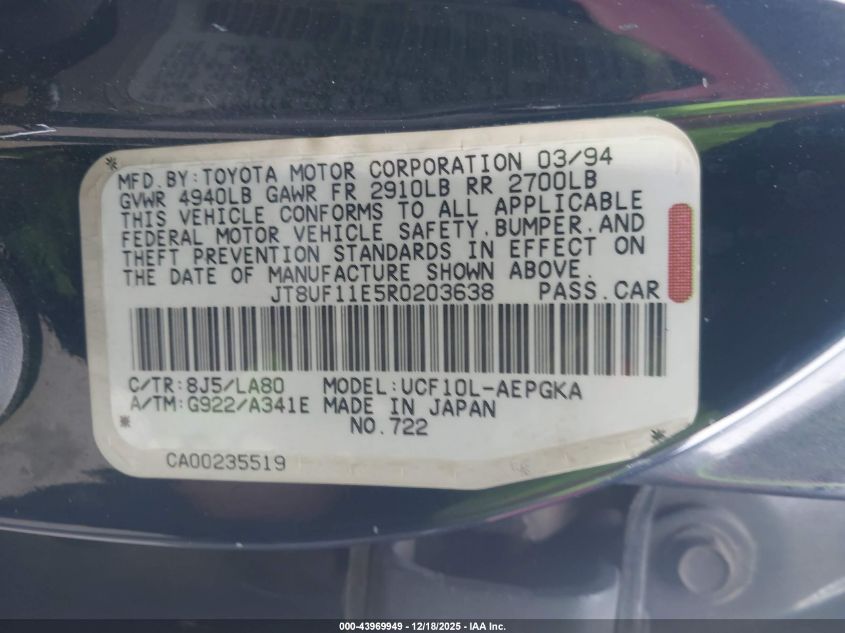 MFD.BY:TOYOTA MOTOR CORPORATION 03/94
GVWR 4940LB GAWR FR 2910LB RR 2700LB
THIS VEHICLE CONFORMS TO ALL APPLICABLE
FEDERAL MOTOR VEHICLE SAFETY,BUMPER,AND
THEFT PREVENTION STANDARDS IN EFFECT ON
THE DATE OF MANUFACTURE SHOWN ABOVE.
JT8UF11E5R0203638 PASS.CAR
C/TR:8J5/LA80 MODEL:UCF10L-AEPGKA
A/TM:G922/A341E MADE IN JAPAN
NO.722
CA00235519
000-43969949 - 12/18/2025 - IAA Inc.